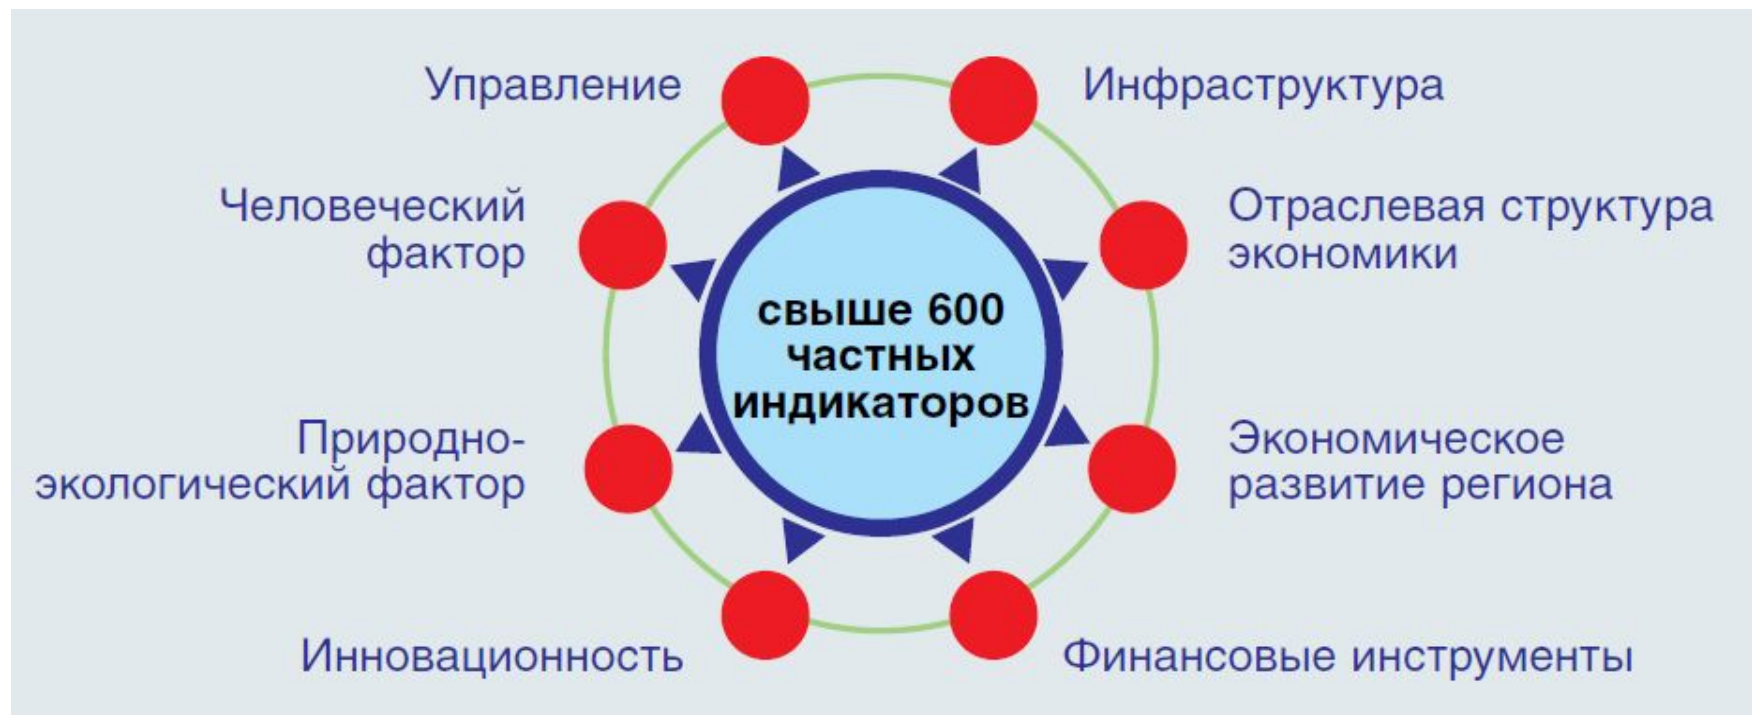 Управление
Инфраструктура
Человеческий
фактор
Отраслевая структура
экономики
свыше 600
частных
индикаторов
Природно-
экологический фактор
Экономическое
развитие региона
Инновационность
Финансовые инструменты